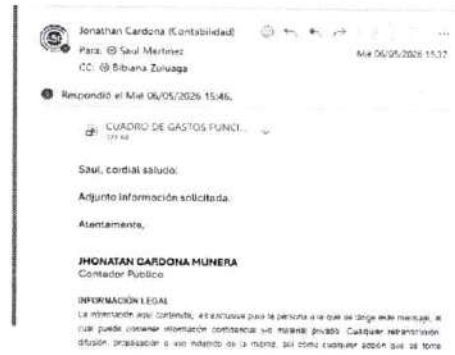 Jonathan Cardona (Contabilidad)
Para: Saul Martinez
Mié 06/05/2026 15:37
CC: Bibiana Zuluaga
Respondió el Mié 06/05/2026 15:46.
CUADRO DE GASTOS FUNCI...
Saul, cordial saludo:
Adjunto información solicitada.
Atentamente,
JHONATAN CARDONA MUNERA
Contador Público
INFORMACIÓN LEGAL
La información aquí contenida, es exclusiva para la persona a la que se dirige este mensaje, el
cual puede contener información confidencial y/o material privado. Cualquier retransmisión,
difusión, propagación o uso indebido de la misma, así como cualquier acción que se tome